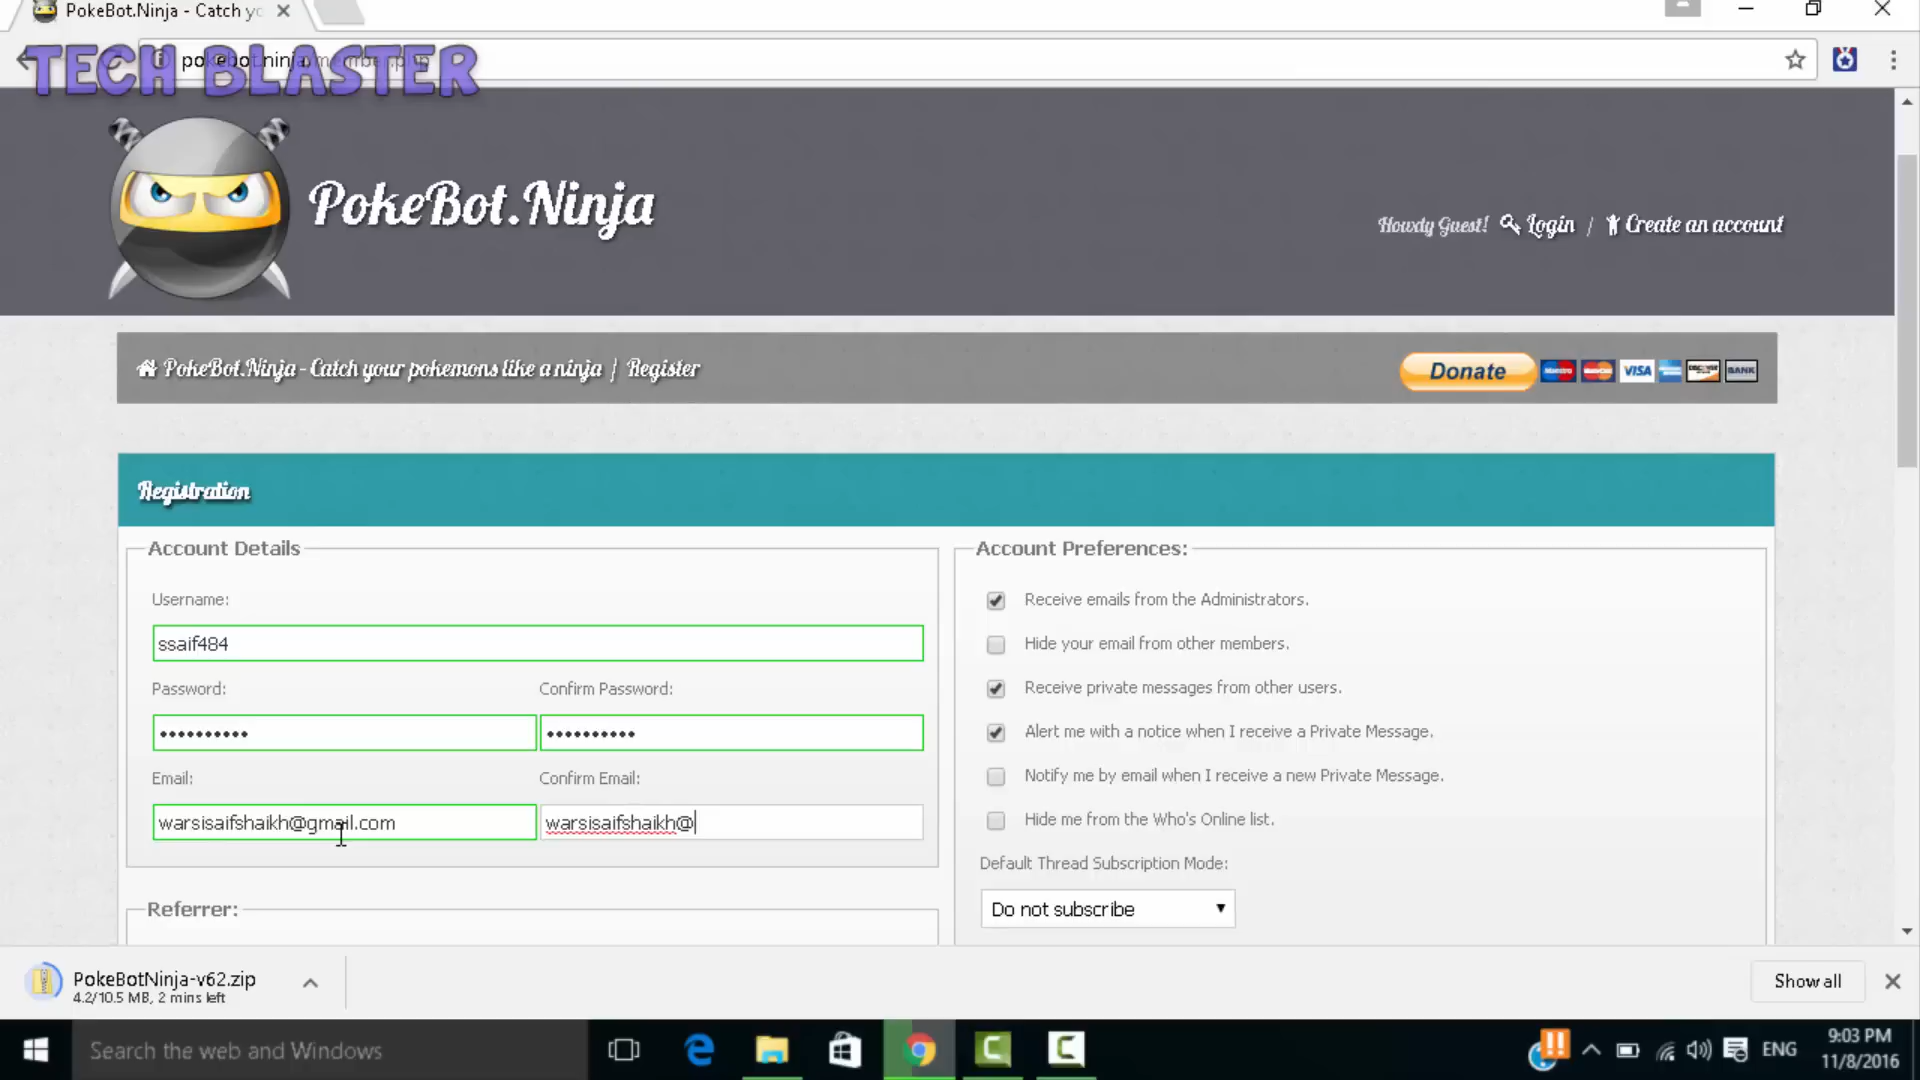 PokeBot.Ninja - Catch yo
pokebot.ninja/member.php
TECH BLASTER
PokeBot.Ninja
Howdy Guest! Login / Create an account
PokeBot.Ninja - Catch your pokemons like a ninja / Register
Donate
VISA
BANK
Registration
Account Details
Username:
ssaif484
Password: Confirm Password:
•••••••••• ••••••••••
Email: Confirm Email:
warsisaifshaikh@gmail.com warsisaifshaikh@
Referrer:
Account Preferences:
Receive emails from the Administrators.
Hide your email from other members.
Receive private messages from other users.
Alert me with a notice when I receive a Private Message.
Notify me by email when I receive a new Private Message.
Hide me from the Who's Online list.
Default Thread Subscription Mode:
Do not subscribe
PokeBotNinja-v62.zip
4.2/10.5 MB, 2 mins left
Show all
Search the web and Windows
ENG
9:03 PM
11/8/2016